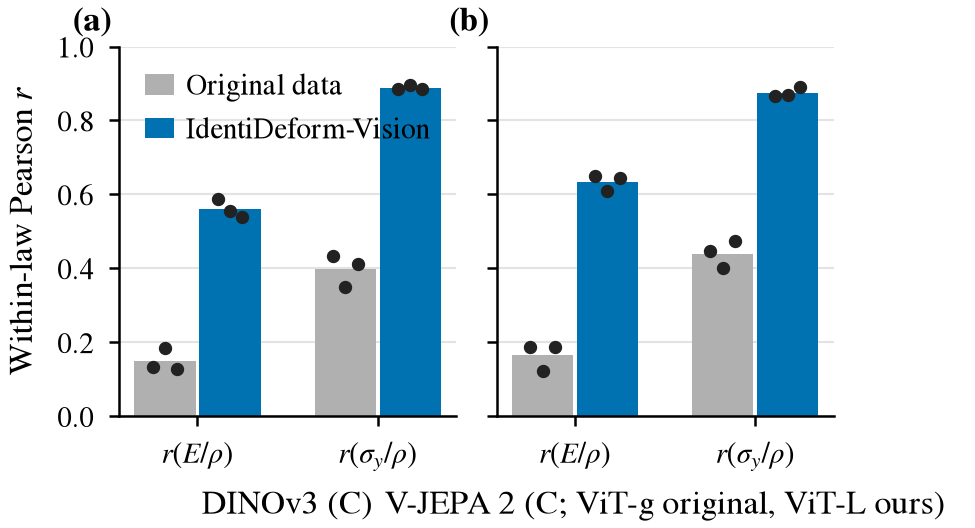 (a) (b)
Within-law Pearson r
1.0
0.8
0.6
0.4
0.2
0.0
Original data
IdentiDeform-Vision
r(E/ρ) r(σy/ρ) r(E/ρ) r(σy/ρ)
DINOv3 (C) V-JEPA 2 (C; ViT-g original, ViT-L ours)